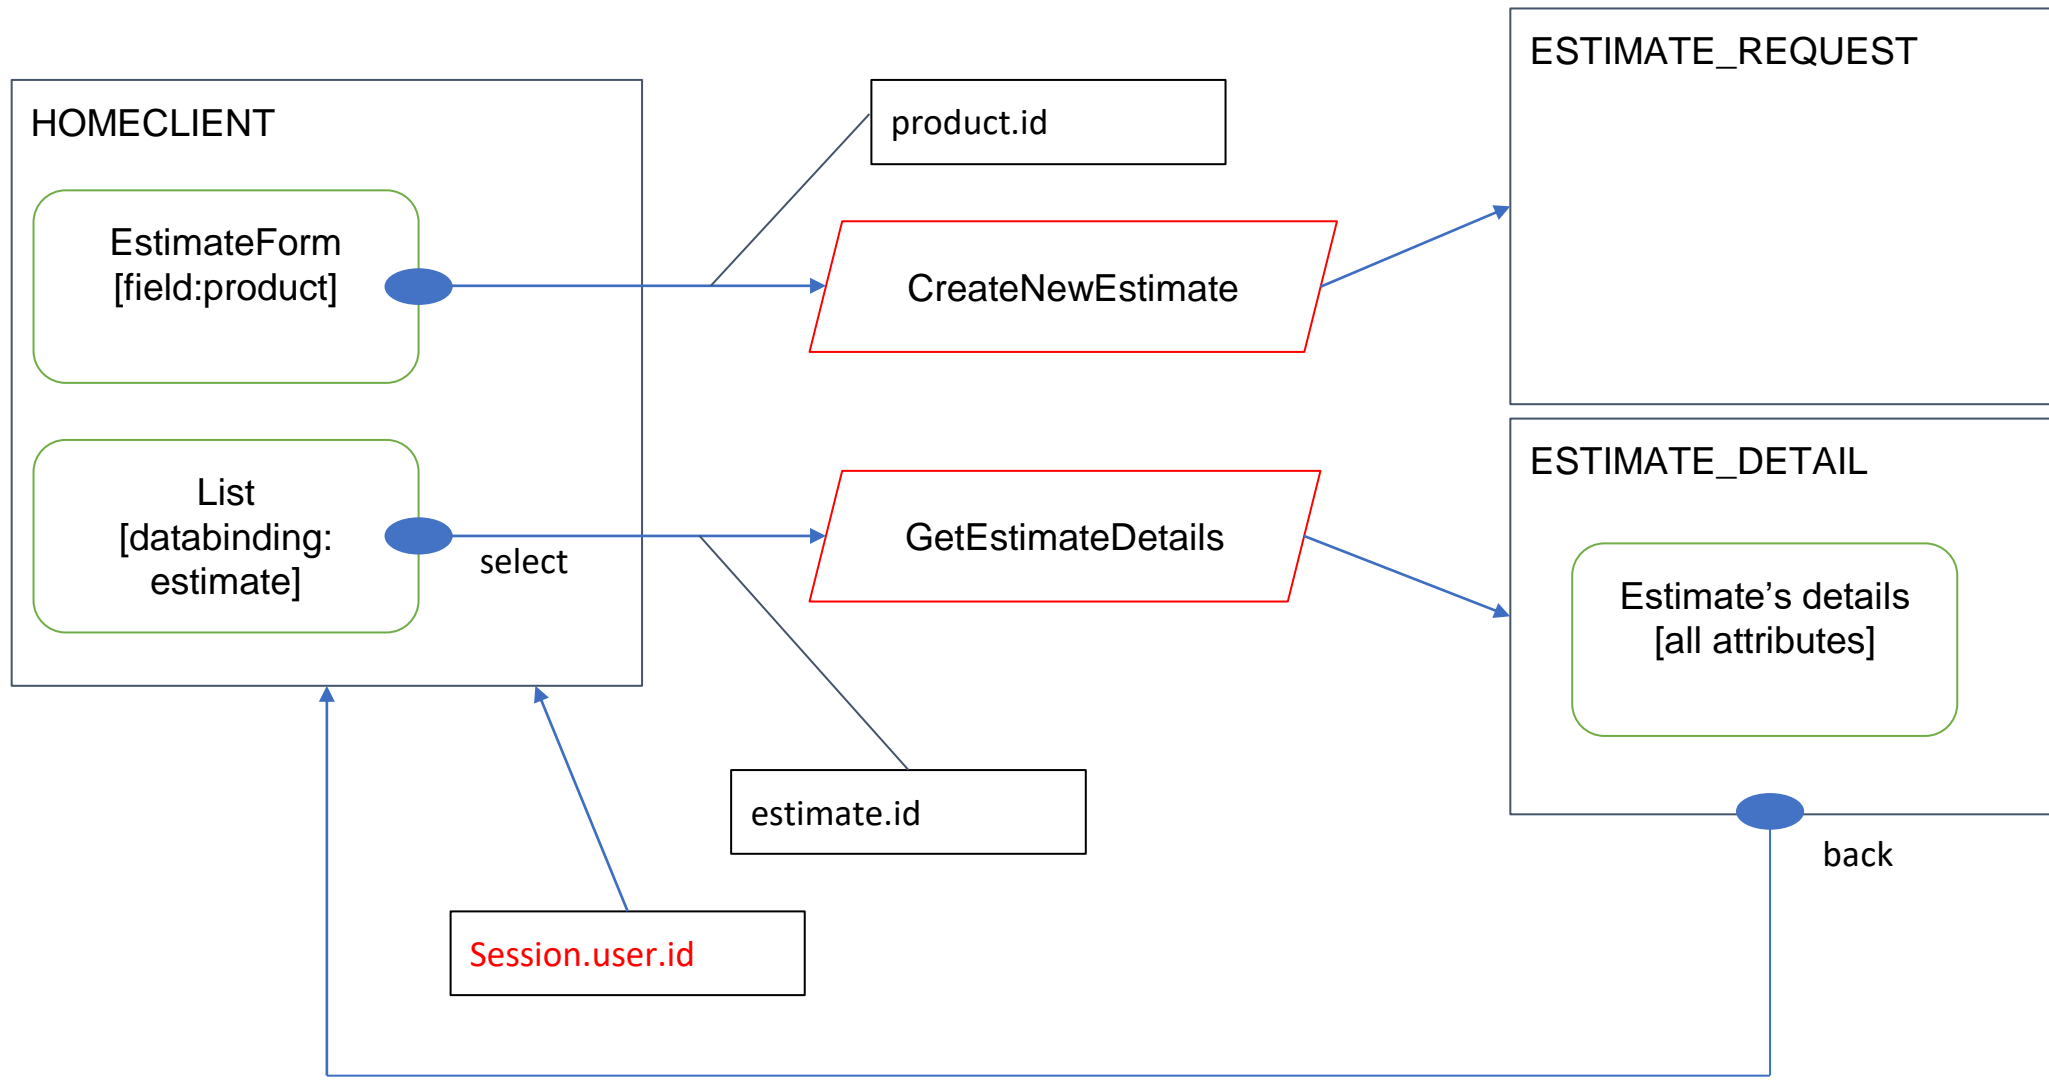 HOMECLIENT
EstimateForm
[field:product]
List
[databinding:
estimate]
select
product.id
CreateNewEstimate
GetEstimateDetails
estimate.id
Session.user.id
ESTIMATE_REQUEST
ESTIMATE_DETAIL
Estimate’s details
[all attributes]
back